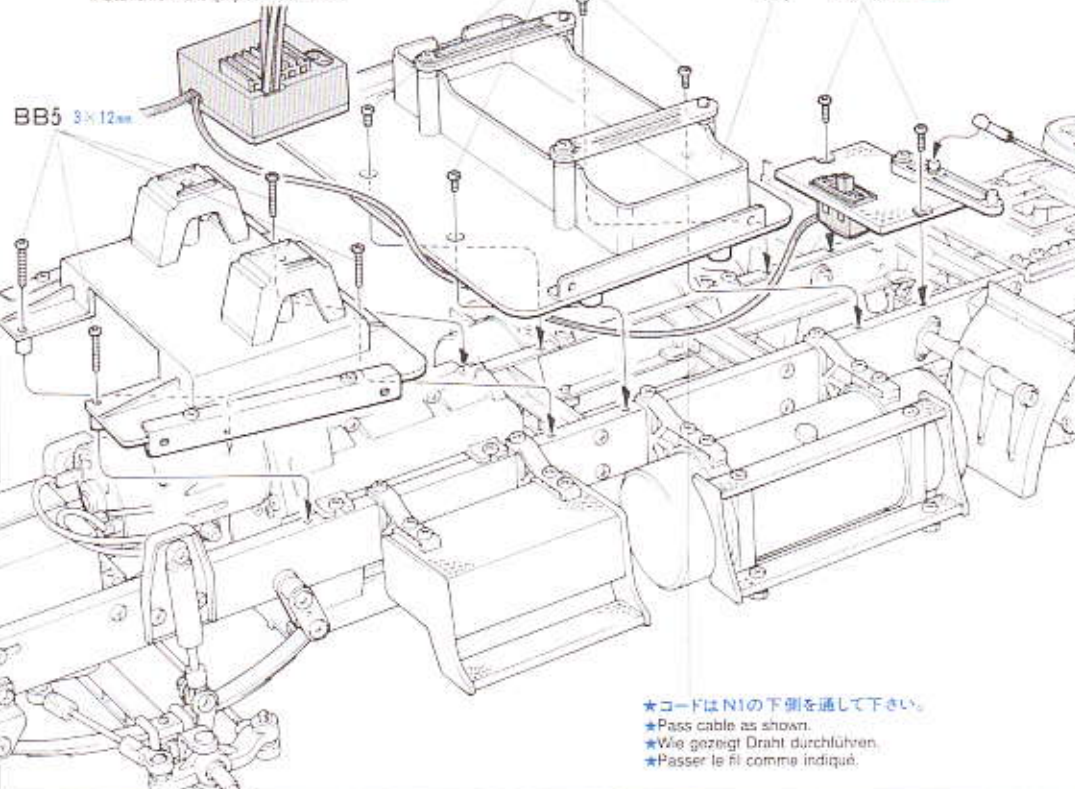 BB5 3×12mm
★コードはN1の下側を通して下さい。
★Pass cable as shown.
★Wie gezeigt Draht durchführen.
★Passer le fil comme indiqué.